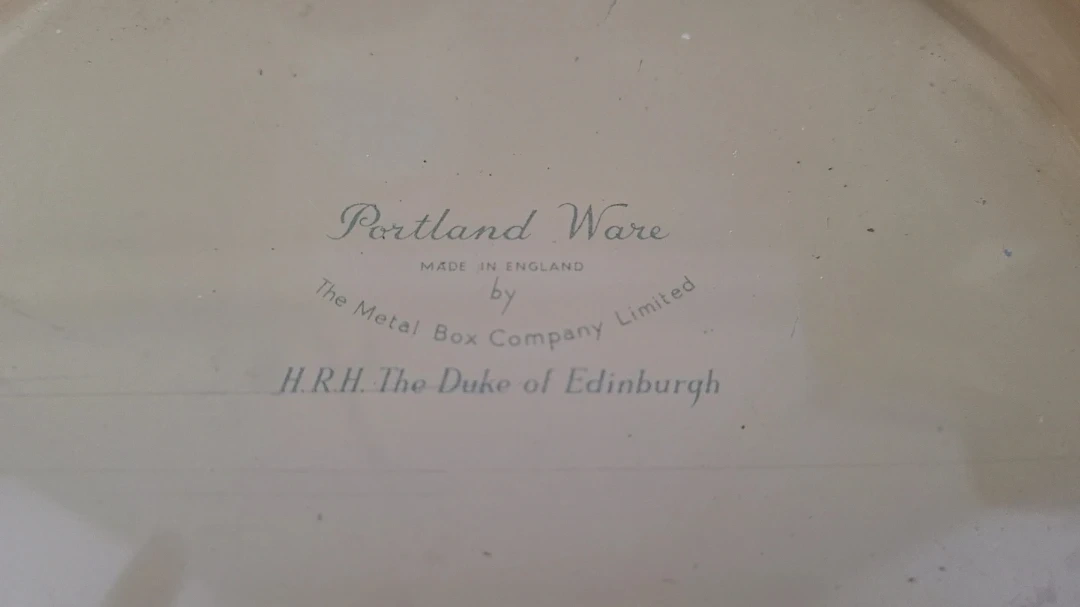 Portland Ware
MADE IN ENGLAND
by
The Metal Box Company Limited
H.R.H. The Duke of Edinburgh